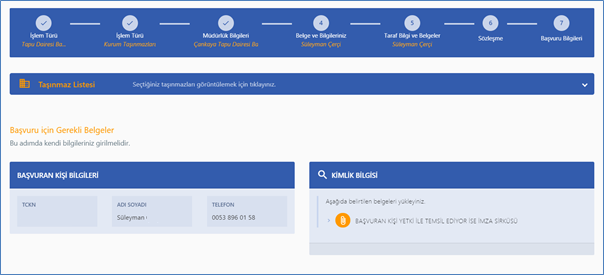 4 5 6 7
İşlem Türü İşlem Türü Müdürlük Bilgileri Belge ve Bilgileriniz Taraf Bilgi ve Belgeler Sözleşme Başvuru Bilgileri
Tapu Dairesi Ba... Kurum Taşınmazları Çankaya Tapu Dairesi Ba Süleyman Çerçi Süleyman Çerçi
Taşınmaz Listesi Seçtiğiniz taşınmazları görüntülemek için tıklayınız.
Başvuru için Gerekli Belgeler
Bu adımda kendi bilgileriniz girilmelidir.
BAŞVURAN KİŞİ BİLGİLERİ
TCKN ADI SOYADI TELEFON
Süleyman 0053 896 01 58
KİMLİK BİLGİSİ
Aşağıda belirtilen belgeleri yükleyiniz.
BAŞVURAN KİŞİ YETKİ İLE TEMSİL EDİYOR İSE İMZA SİRKÜSÜ